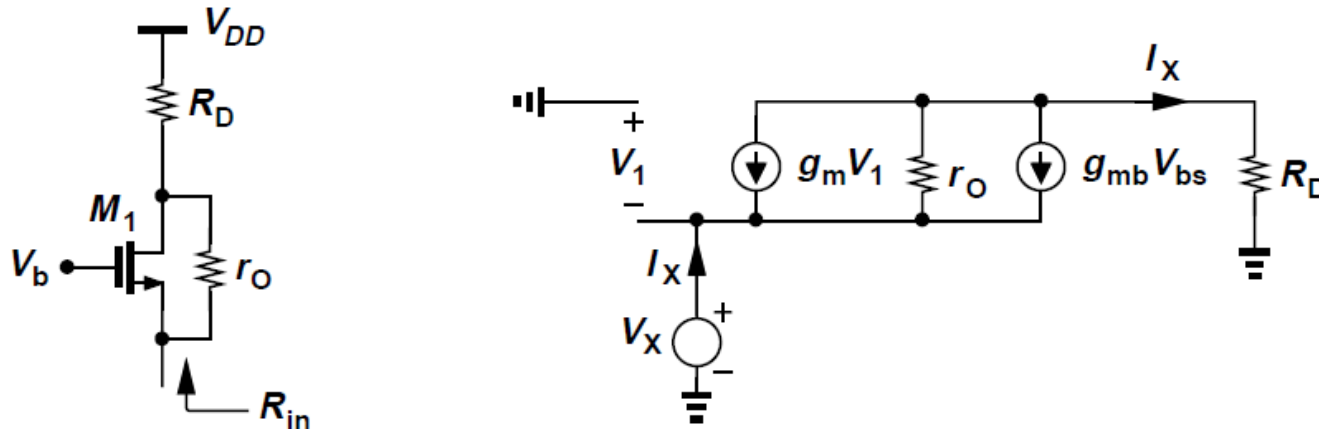 V_DD
R_D
M_1
V_b
r_O
R_in
I_X
+
V_1
−
g_m V_1
r_O
g_mb V_bs
R_D
I_X
V_X
+
−